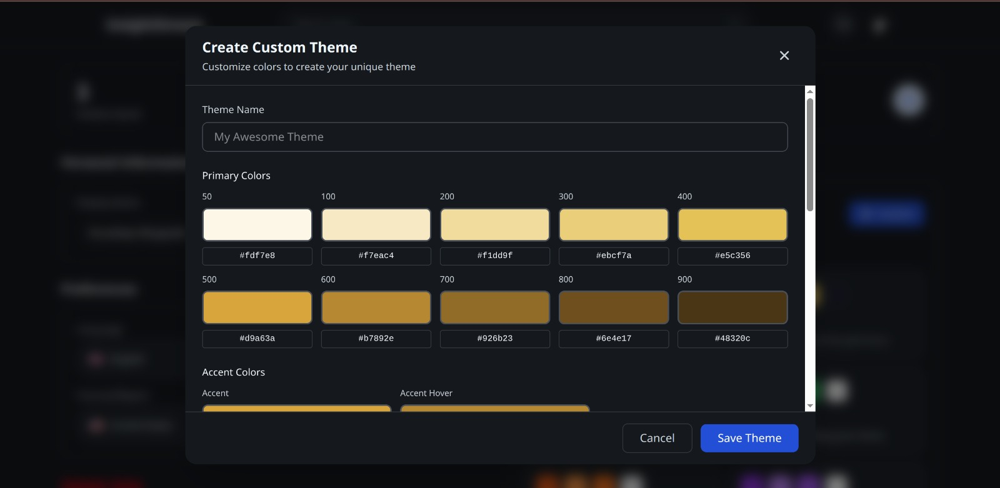 Create Custom Theme
Customize colors to create your unique theme
Theme Name
My Awesome Theme
Primary Colors
50 100 200 300 400
#fdf7e8 #f7eac4 #f1dd9f #ebcf7a #e5c356
500 600 700 800 900
#d9a63a #b7892e #926b23 #6e4e17 #48320c
Accent Colors
Accent Accent Hover
Cancel Save Theme